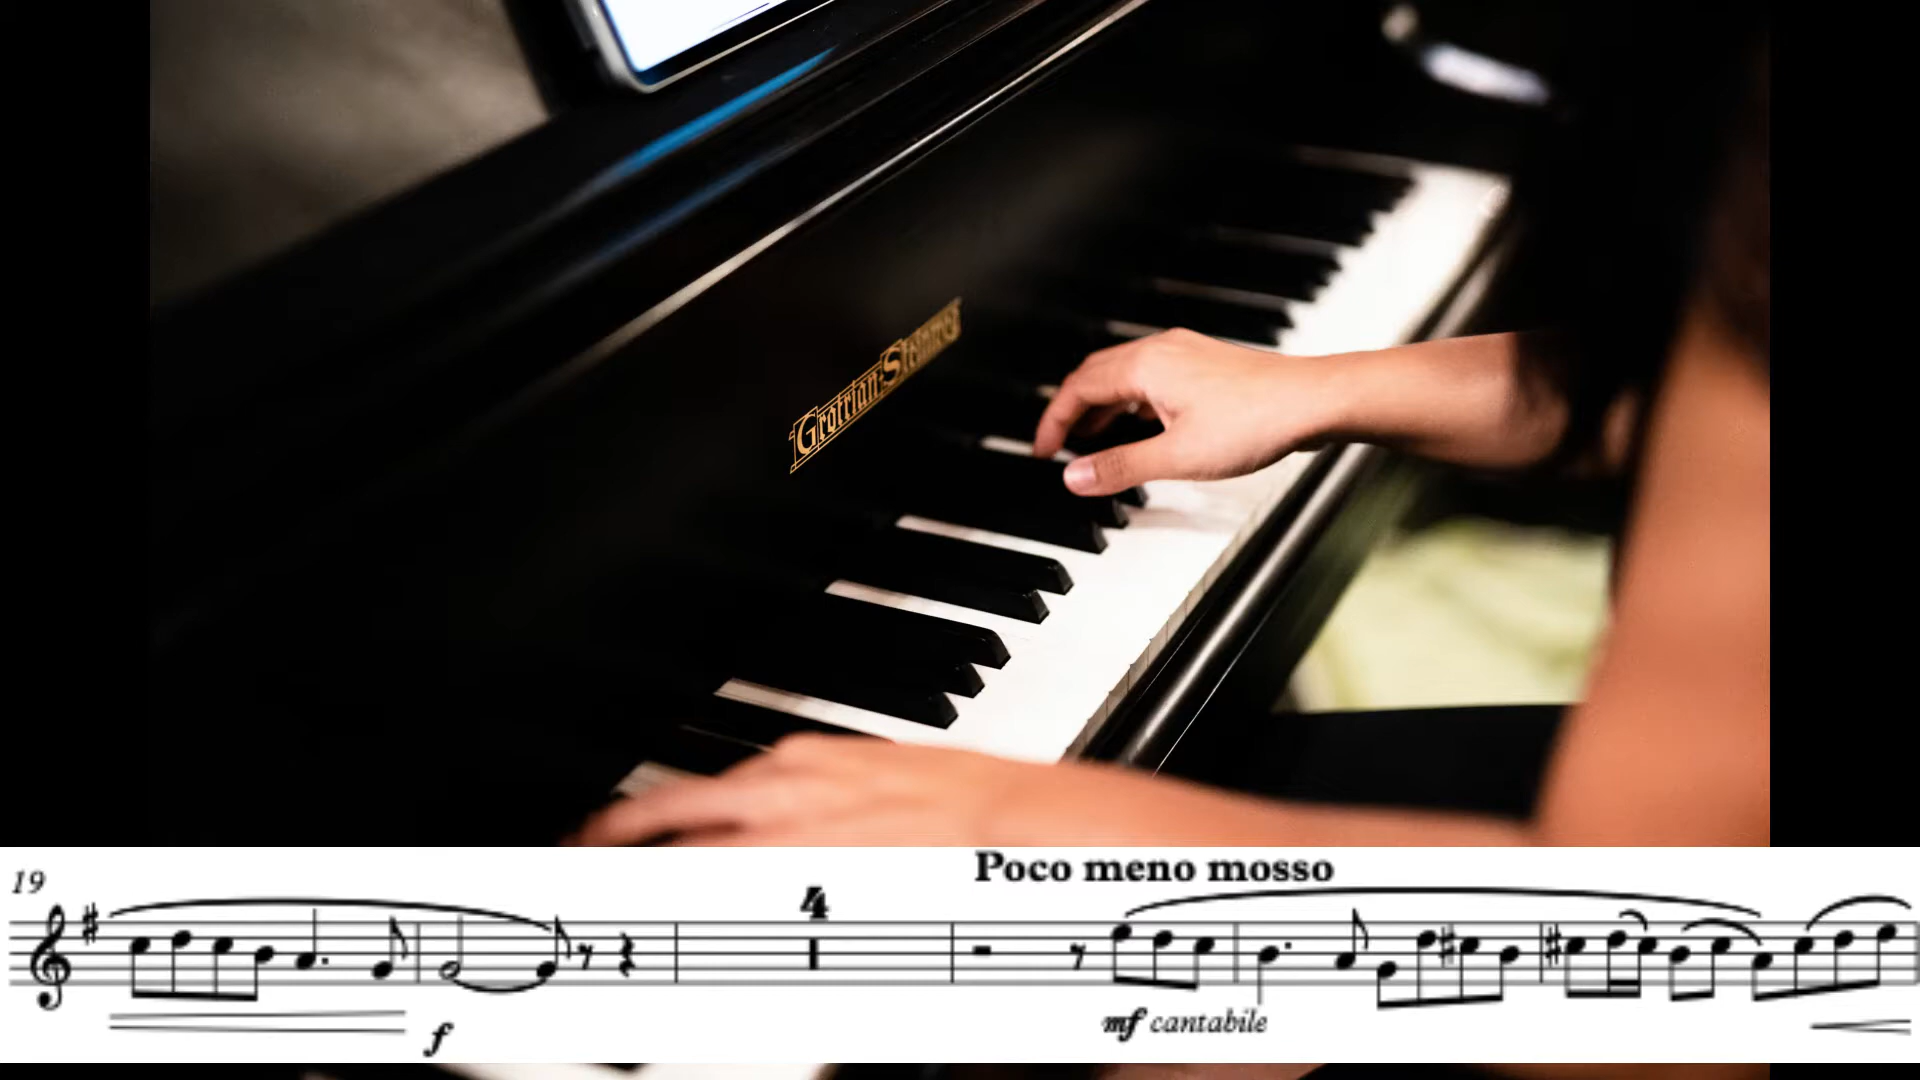 Grotrian-Steinweg
Poco meno mosso
19
4
mf cantabile
f